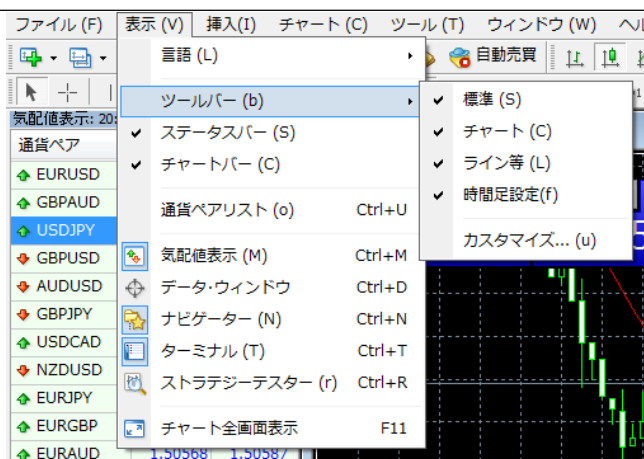 ファイル (F) 表示 (V) 挿入(I) チャート (C) ツール (T) ウィンドウ (W)
自動売買
気配値表示: 20:
通貨ペア
EURUSD
GBPAUD
USDJPY
GBPUSD
AUDUSD
GBPJPY
USDCAD
NZDUSD
EURJPY
EURGBP
EURAUD 1.50568 1.50587
言語 (L)
ツールバー (b)
ステータスバー (S)
チャートバー (C)
通貨ペアリスト (o) Ctrl+U
気配値表示 (M) Ctrl+M
データ・ウィンドウ Ctrl+D
ナビゲーター (N) Ctrl+N
ターミナル (T) Ctrl+T
ストラテジーテスター (r) Ctrl+R
チャート全画面表示 F11
標準 (S)
チャート (C)
ライン等 (L)
時間足設定(f)
カスタマイズ... (u)